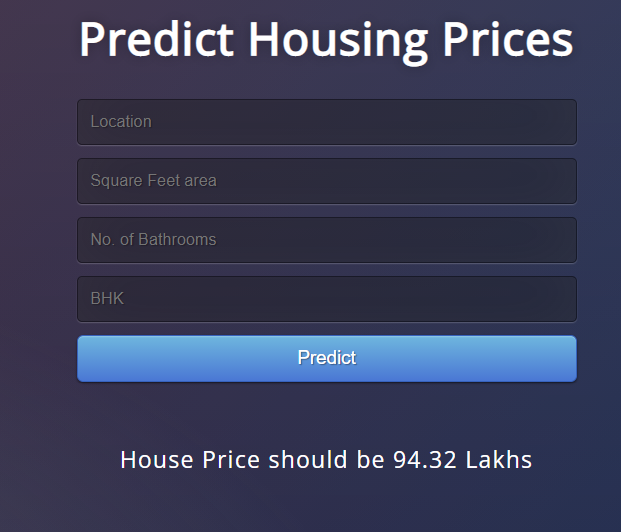 Predict Housing Prices
Location
Square Feet area
No. of Bathrooms
BHK
Predict
House Price should be 94.32 Lakhs